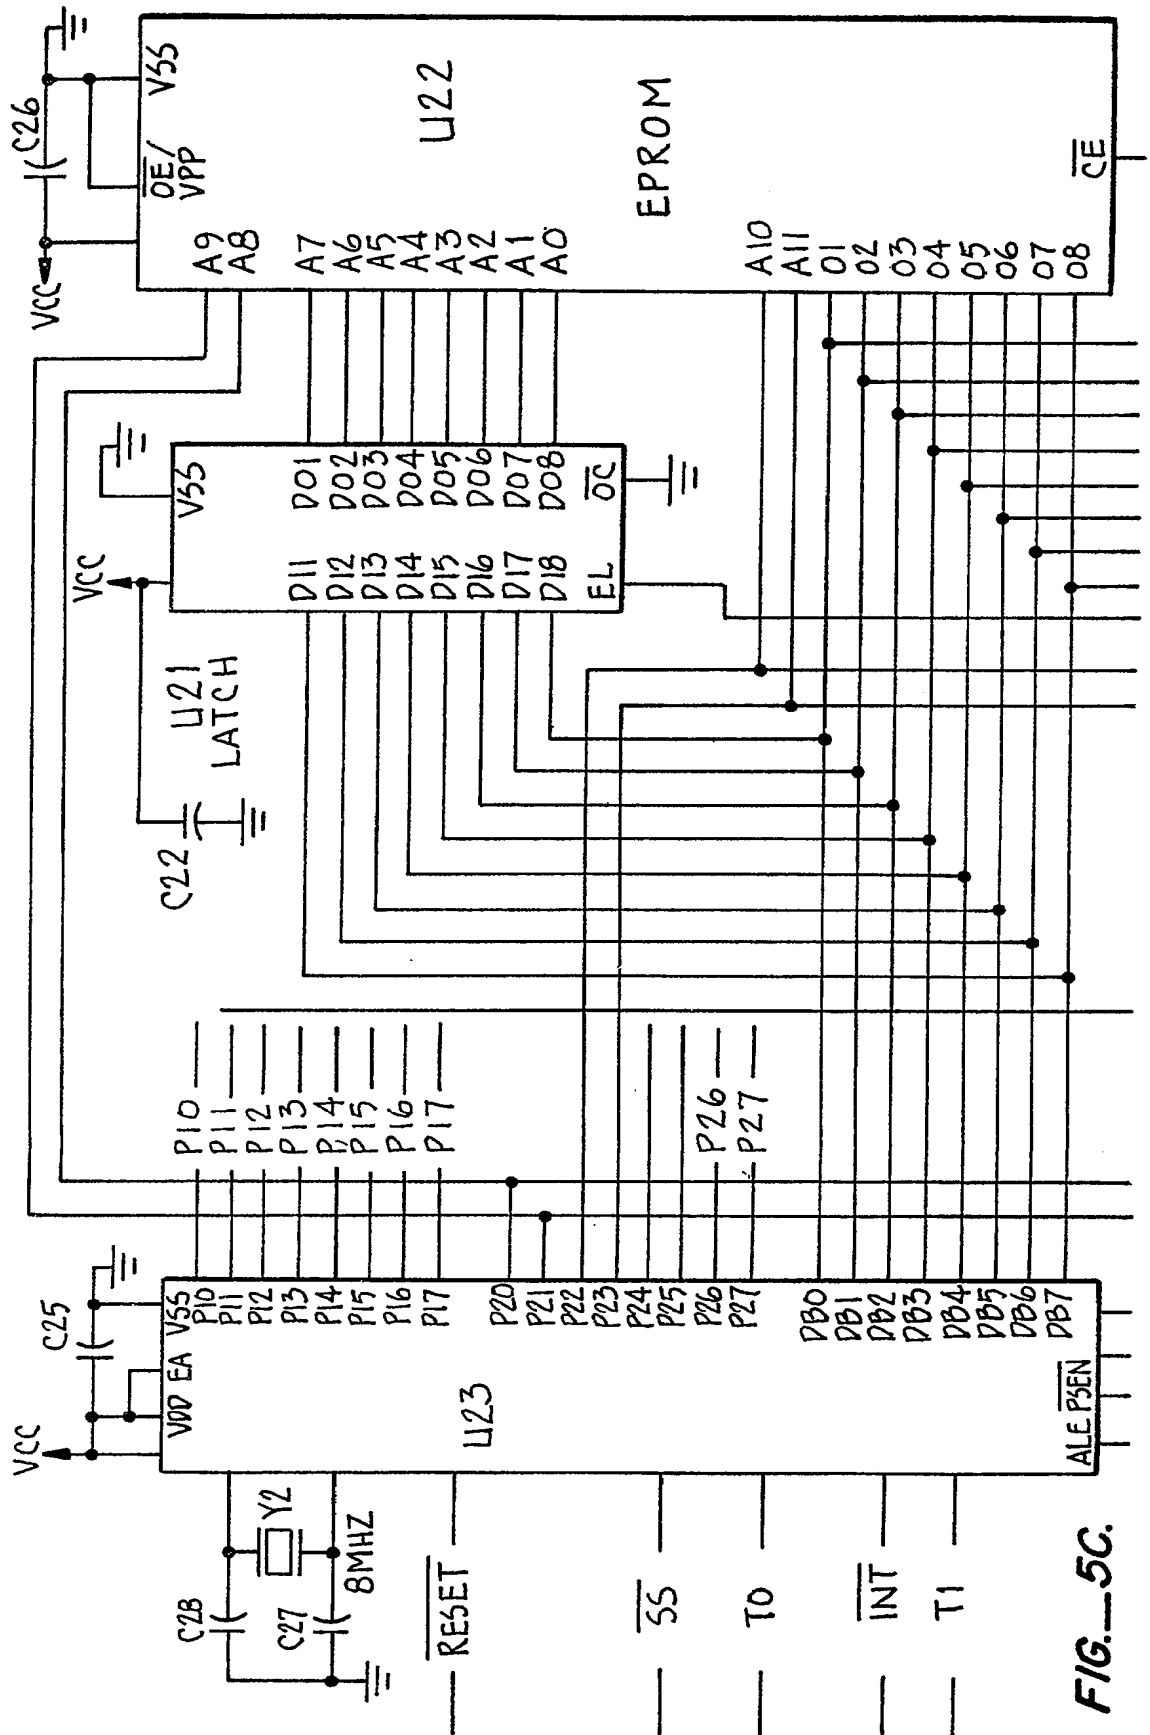 VCC
C26
VSS
OE/
VPP
U22
EPROM
CE
A9
A8
A7
A6
A5
A4
A3
A2
A1
A0
A10
A11
O1
O2
O3
O4
O5
O6
O7
O8
VCC
VSS
DO1
DO2
DO3
DO4
DO5
DO6
DO7
DO8
OC
DI1
DI2
DI3
DI4
DI5
DI6
DI7
DI8
EL
U21
LATCH
C22
P10
P11
P12
P13
P14
P15
P16
P17
P26
P27
VCC
C25
VDD
EA
VSS
P10
P11
P12
P13
P14
P15
P16
P17
P20
P21
P22
P23
P24
P25
P26
P27
DB0
DB1
DB2
DB3
DB4
DB5
DB6
DB7
U23
ALE
PSEN
C28
C27
Y2
8MHZ
RESET
SS
T0
INT
T1
FIG._5C.